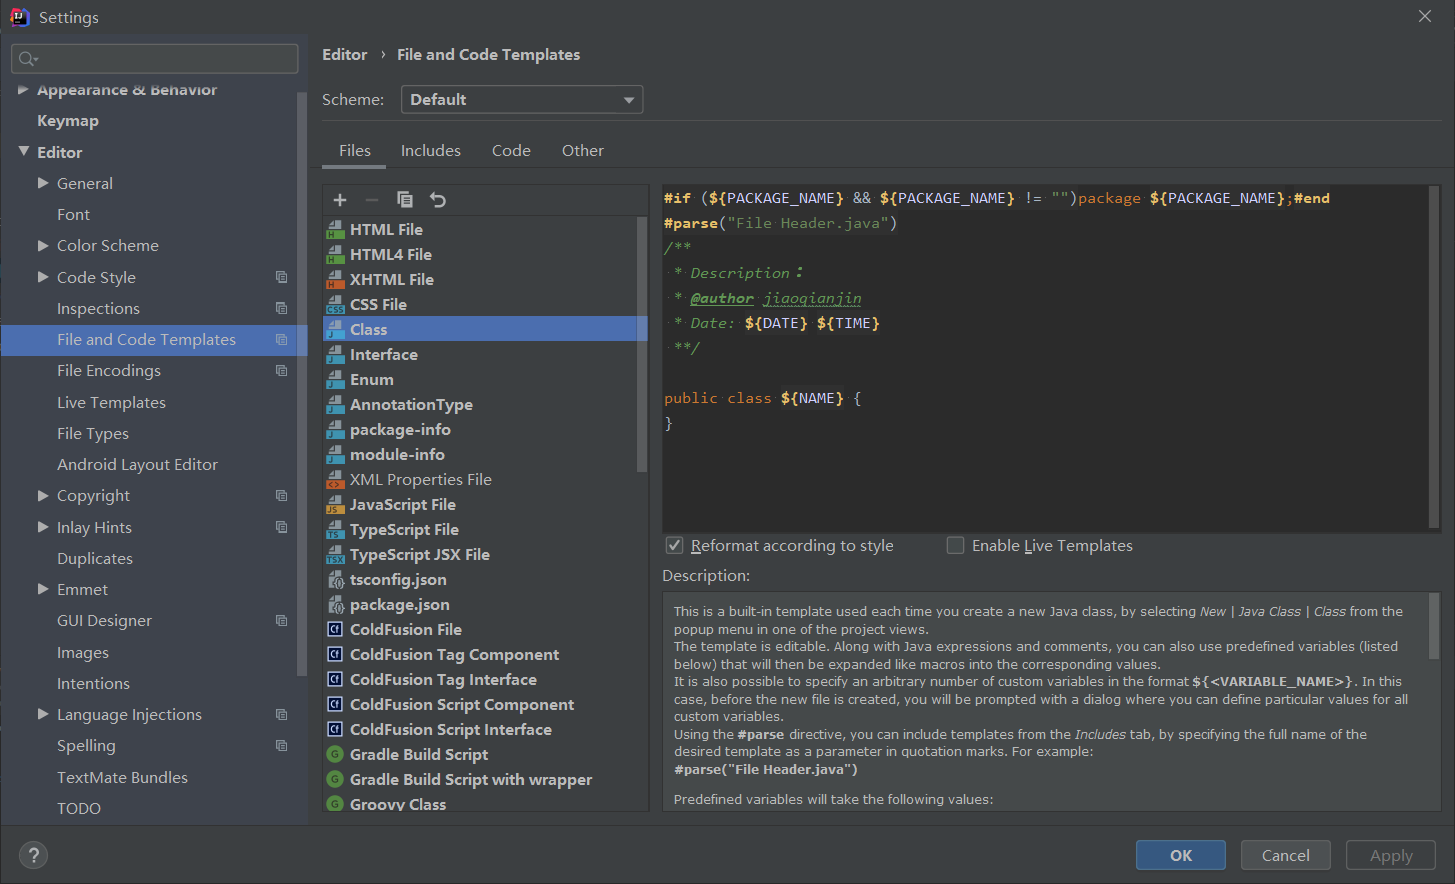 Settings
Appearance & Behavior
Keymap
Editor
General
Font
Color Scheme
Code Style
Inspections
File and Code Templates
File Encodings
Live Templates
File Types
Android Layout Editor
Copyright
Inlay Hints
Duplicates
Emmet
GUI Designer
Images
Intentions
Language Injections
Spelling
TextMate Bundles
TODO
Editor › File and Code Templates
Scheme: Default
Files Includes Code Other
HTML File
HTML4 File
XHTML File
CSS File
Class
Interface
Enum
AnnotationType
package-info
module-info
XML Properties File
JavaScript File
TypeScript File
TypeScript JSX File
tsconfig.json
package.json
ColdFusion File
ColdFusion Tag Component
ColdFusion Tag Interface
ColdFusion Script Component
ColdFusion Script Interface
Gradle Build Script
Gradle Build Script with wrapper
Groovy Class
#if (${PACKAGE_NAME} && ${PACKAGE_NAME} != "")package ${PACKAGE_NAME};#end
#parse("File Header.java")
/**
 * Description：
 * @author jiaoqianjin
 * Date: ${DATE} ${TIME}
 **/
public class ${NAME} {
}
Reformat according to style Enable Live Templates
Description:
This is a built-in template used each time you create a new Java class, by selecting New | Java Class | Class from the
popup menu in one of the project views.
The template is editable. Along with Java expressions and comments, you can also use predefined variables (listed
below) that will then be expanded like macros into the corresponding values.
It is also possible to specify an arbitrary number of custom variables in the format ${<VARIABLE_NAME>}. In this
case, before the new file is created, you will be prompted with a dialog where you can define particular values for all
custom variables.
Using the #parse directive, you can include templates from the Includes tab, by specifying the full name of the
desired template as a parameter in quotation marks. For example:
#parse("File Header.java")
Predefined variables will take the following values:
? OK Cancel Apply